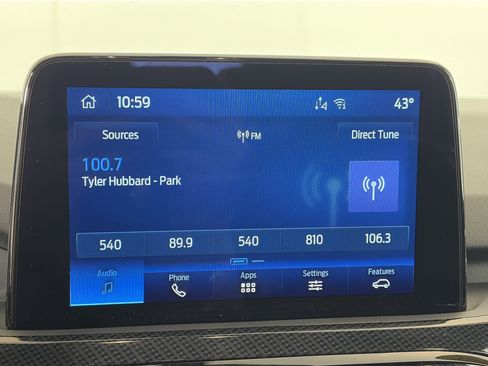 10:59 43°
Sources FM Direct Tune
100.7
Tyler Hubbard - Park
540 89.9 540 810 106.3
Audio Phone Apps Settings Features